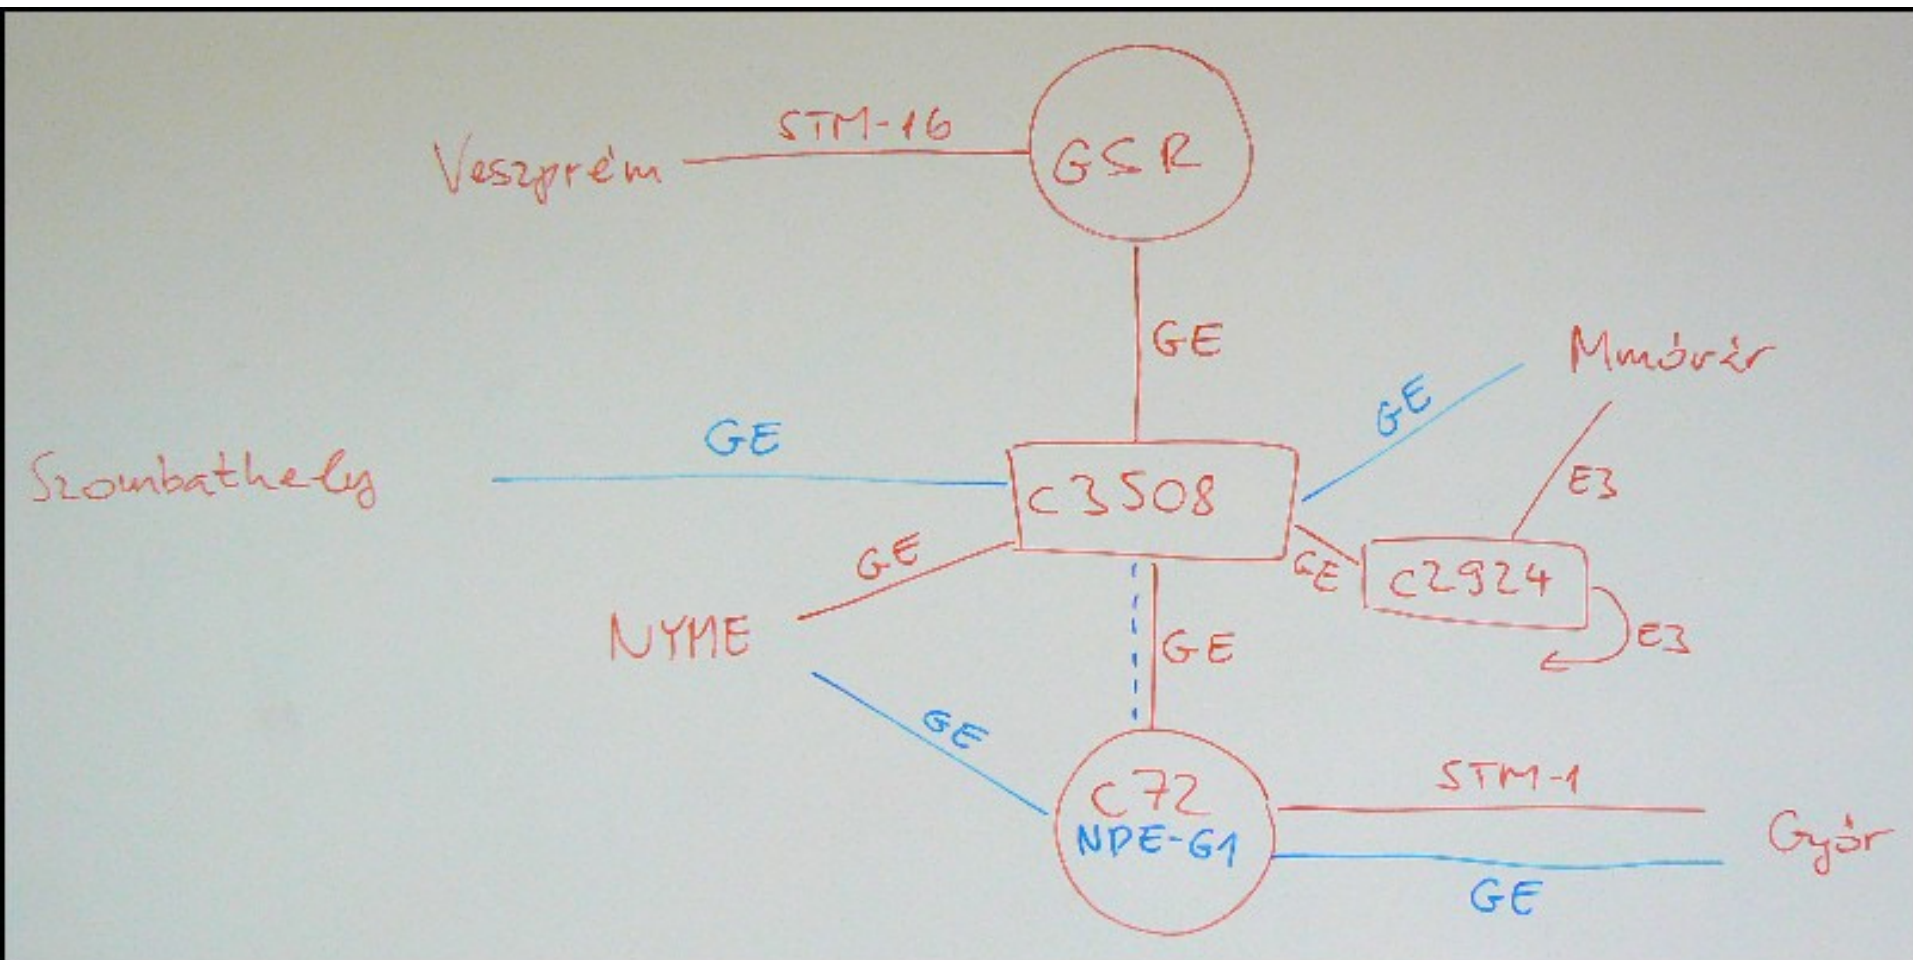 STM-16
Veszprém
GSR
GE
Mmóvár
GE
GE
Szombathely
c3508
E3
GE
GE
c2924
NYME
GE
E3
GE
c72
NPE-G1
STM-1
Győr
GE